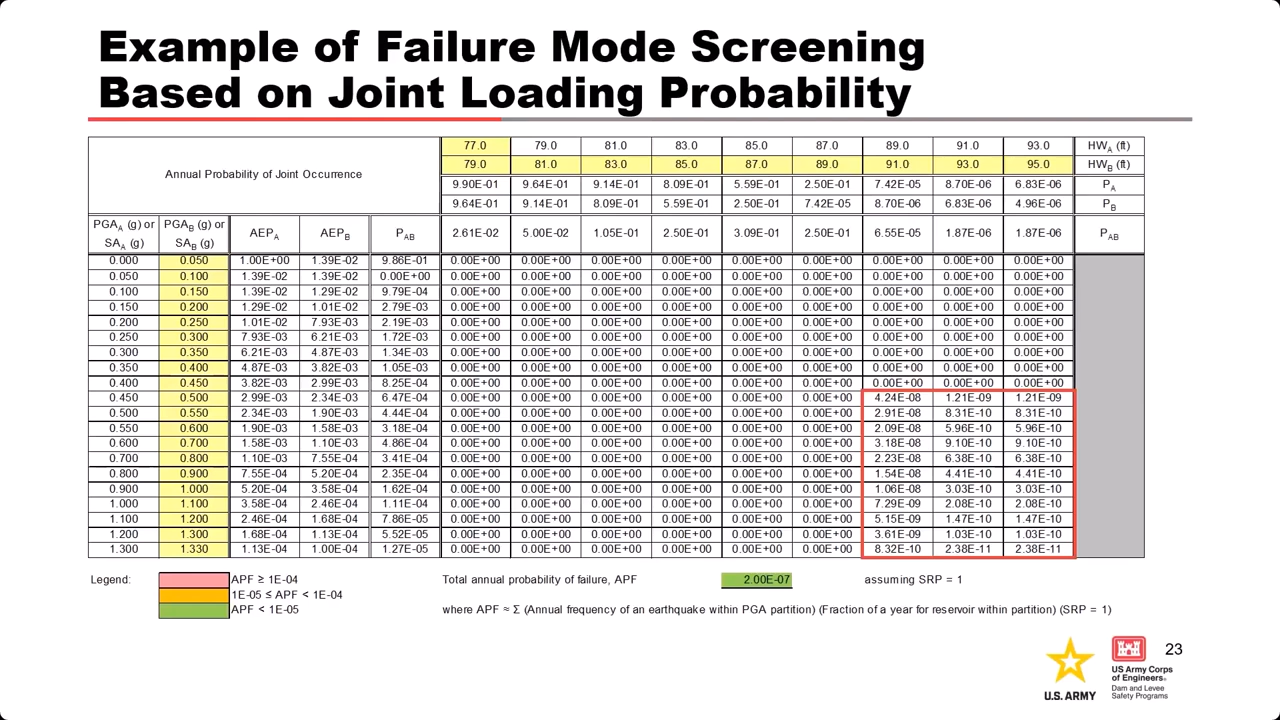 Example of Failure Mode Screening
Based on Joint Loading Probability
Annual Probability of Joint Occurrence
77.0 79.0 81.0 83.0 85.0 87.0 89.0 91.0 93.0 HWA (ft)
79.0 81.0 83.0 85.0 87.0 89.0 91.0 93.0 95.0 HWB (ft)
9.90E-01 9.64E-01 9.14E-01 8.09E-01 5.59E-01 2.50E-01 7.42E-05 8.70E-06 6.83E-06 PA
9.64E-01 9.14E-01 8.09E-01 5.59E-01 2.50E-01 7.42E-05 8.70E-06 6.83E-06 4.96E-06 PB
PGAA (g) or SAA (g) PGAB (g) or SAB (g) AEPA AEPB PAB 2.61E-02 5.00E-02 1.05E-01 2.50E-01 3.09E-01 2.50E-01 6.55E-05 1.87E-06 1.87E-06 PAB
0.000 0.050 1.00E+00 1.39E-02 9.86E-01 0.00E+00 0.00E+00 0.00E+00 0.00E+00 0.00E+00 0.00E+00 0.00E+00 0.00E+00 0.00E+00
0.050 0.100 1.39E-02 1.39E-02 0.00E+00 0.00E+00 0.00E+00 0.00E+00 0.00E+00 0.00E+00 0.00E+00 0.00E+00 0.00E+00 0.00E+00
0.100 0.150 1.39E-02 1.29E-02 9.79E-04 0.00E+00 0.00E+00 0.00E+00 0.00E+00 0.00E+00 0.00E+00 0.00E+00 0.00E+00 0.00E+00
0.150 0.200 1.29E-02 1.01E-02 2.79E-03 0.00E+00 0.00E+00 0.00E+00 0.00E+00 0.00E+00 0.00E+00 0.00E+00 0.00E+00 0.00E+00
0.200 0.250 1.01E-02 7.93E-03 2.19E-03 0.00E+00 0.00E+00 0.00E+00 0.00E+00 0.00E+00 0.00E+00 0.00E+00 0.00E+00 0.00E+00
0.250 0.300 7.93E-03 6.21E-03 1.72E-03 0.00E+00 0.00E+00 0.00E+00 0.00E+00 0.00E+00 0.00E+00 0.00E+00 0.00E+00 0.00E+00
0.300 0.350 6.21E-03 4.87E-03 1.34E-03 0.00E+00 0.00E+00 0.00E+00 0.00E+00 0.00E+00 0.00E+00 0.00E+00 0.00E+00 0.00E+00
0.350 0.400 4.87E-03 3.82E-03 1.05E-03 0.00E+00 0.00E+00 0.00E+00 0.00E+00 0.00E+00 0.00E+00 0.00E+00 0.00E+00 0.00E+00
0.400 0.450 3.82E-03 2.99E-03 8.25E-04 0.00E+00 0.00E+00 0.00E+00 0.00E+00 0.00E+00 0.00E+00 0.00E+00 0.00E+00 0.00E+00
0.450 0.500 2.99E-03 2.34E-03 6.47E-04 0.00E+00 0.00E+00 0.00E+00 0.00E+00 0.00E+00 0.00E+00 4.24E-08 1.21E-09 1.21E-09
0.500 0.550 2.34E-03 1.90E-03 4.44E-04 0.00E+00 0.00E+00 0.00E+00 0.00E+00 0.00E+00 0.00E+00 2.91E-08 8.31E-10 8.31E-10
0.550 0.600 1.90E-03 1.58E-03 3.18E-04 0.00E+00 0.00E+00 0.00E+00 0.00E+00 0.00E+00 0.00E+00 2.09E-08 5.96E-10 5.96E-10
0.600 0.700 1.58E-03 1.10E-03 4.86E-04 0.00E+00 0.00E+00 0.00E+00 0.00E+00 0.00E+00 0.00E+00 3.18E-08 9.10E-10 9.10E-10
0.700 0.800 1.10E-03 7.55E-04 3.41E-04 0.00E+00 0.00E+00 0.00E+00 0.00E+00 0.00E+00 0.00E+00 2.23E-08 6.38E-10 6.38E-10
0.800 0.900 7.55E-04 5.20E-04 2.35E-04 0.00E+00 0.00E+00 0.00E+00 0.00E+00 0.00E+00 0.00E+00 1.54E-08 4.41E-10 4.41E-10
0.900 1.000 5.20E-04 3.58E-04 1.62E-04 0.00E+00 0.00E+00 0.00E+00 0.00E+00 0.00E+00 0.00E+00 1.06E-08 3.03E-10 3.03E-10
1.000 1.100 3.58E-04 2.46E-04 1.11E-04 0.00E+00 0.00E+00 0.00E+00 0.00E+00 0.00E+00 0.00E+00 7.29E-09 2.08E-10 2.08E-10
1.100 1.200 2.46E-04 1.68E-04 7.86E-05 0.00E+00 0.00E+00 0.00E+00 0.00E+00 0.00E+00 0.00E+00 5.15E-09 1.47E-10 1.47E-10
1.200 1.300 1.68E-04 1.13E-04 5.52E-05 0.00E+00 0.00E+00 0.00E+00 0.00E+00 0.00E+00 0.00E+00 3.61E-09 1.03E-10 1.03E-10
1.300 1.330 1.13E-04 1.00E-04 1.27E-05 0.00E+00 0.00E+00 0.00E+00 0.00E+00 0.00E+00 0.00E+00 8.32E-10 2.38E-11 2.38E-11
Legend: APF ≥ 1E-04 Total annual probability of failure, APF 2.00E-07 assuming SRP = 1
1E-05 ≤ APF < 1E-04
APF < 1E-05 where APF ≈ Σ (Annual frequency of an earthquake within PGA partition) (Fraction of a year for reservoir within partition) (SRP = 1)
23
U.S. ARMY
US Army Corps
of Engineers®
Dam and Levee
Safety Programs